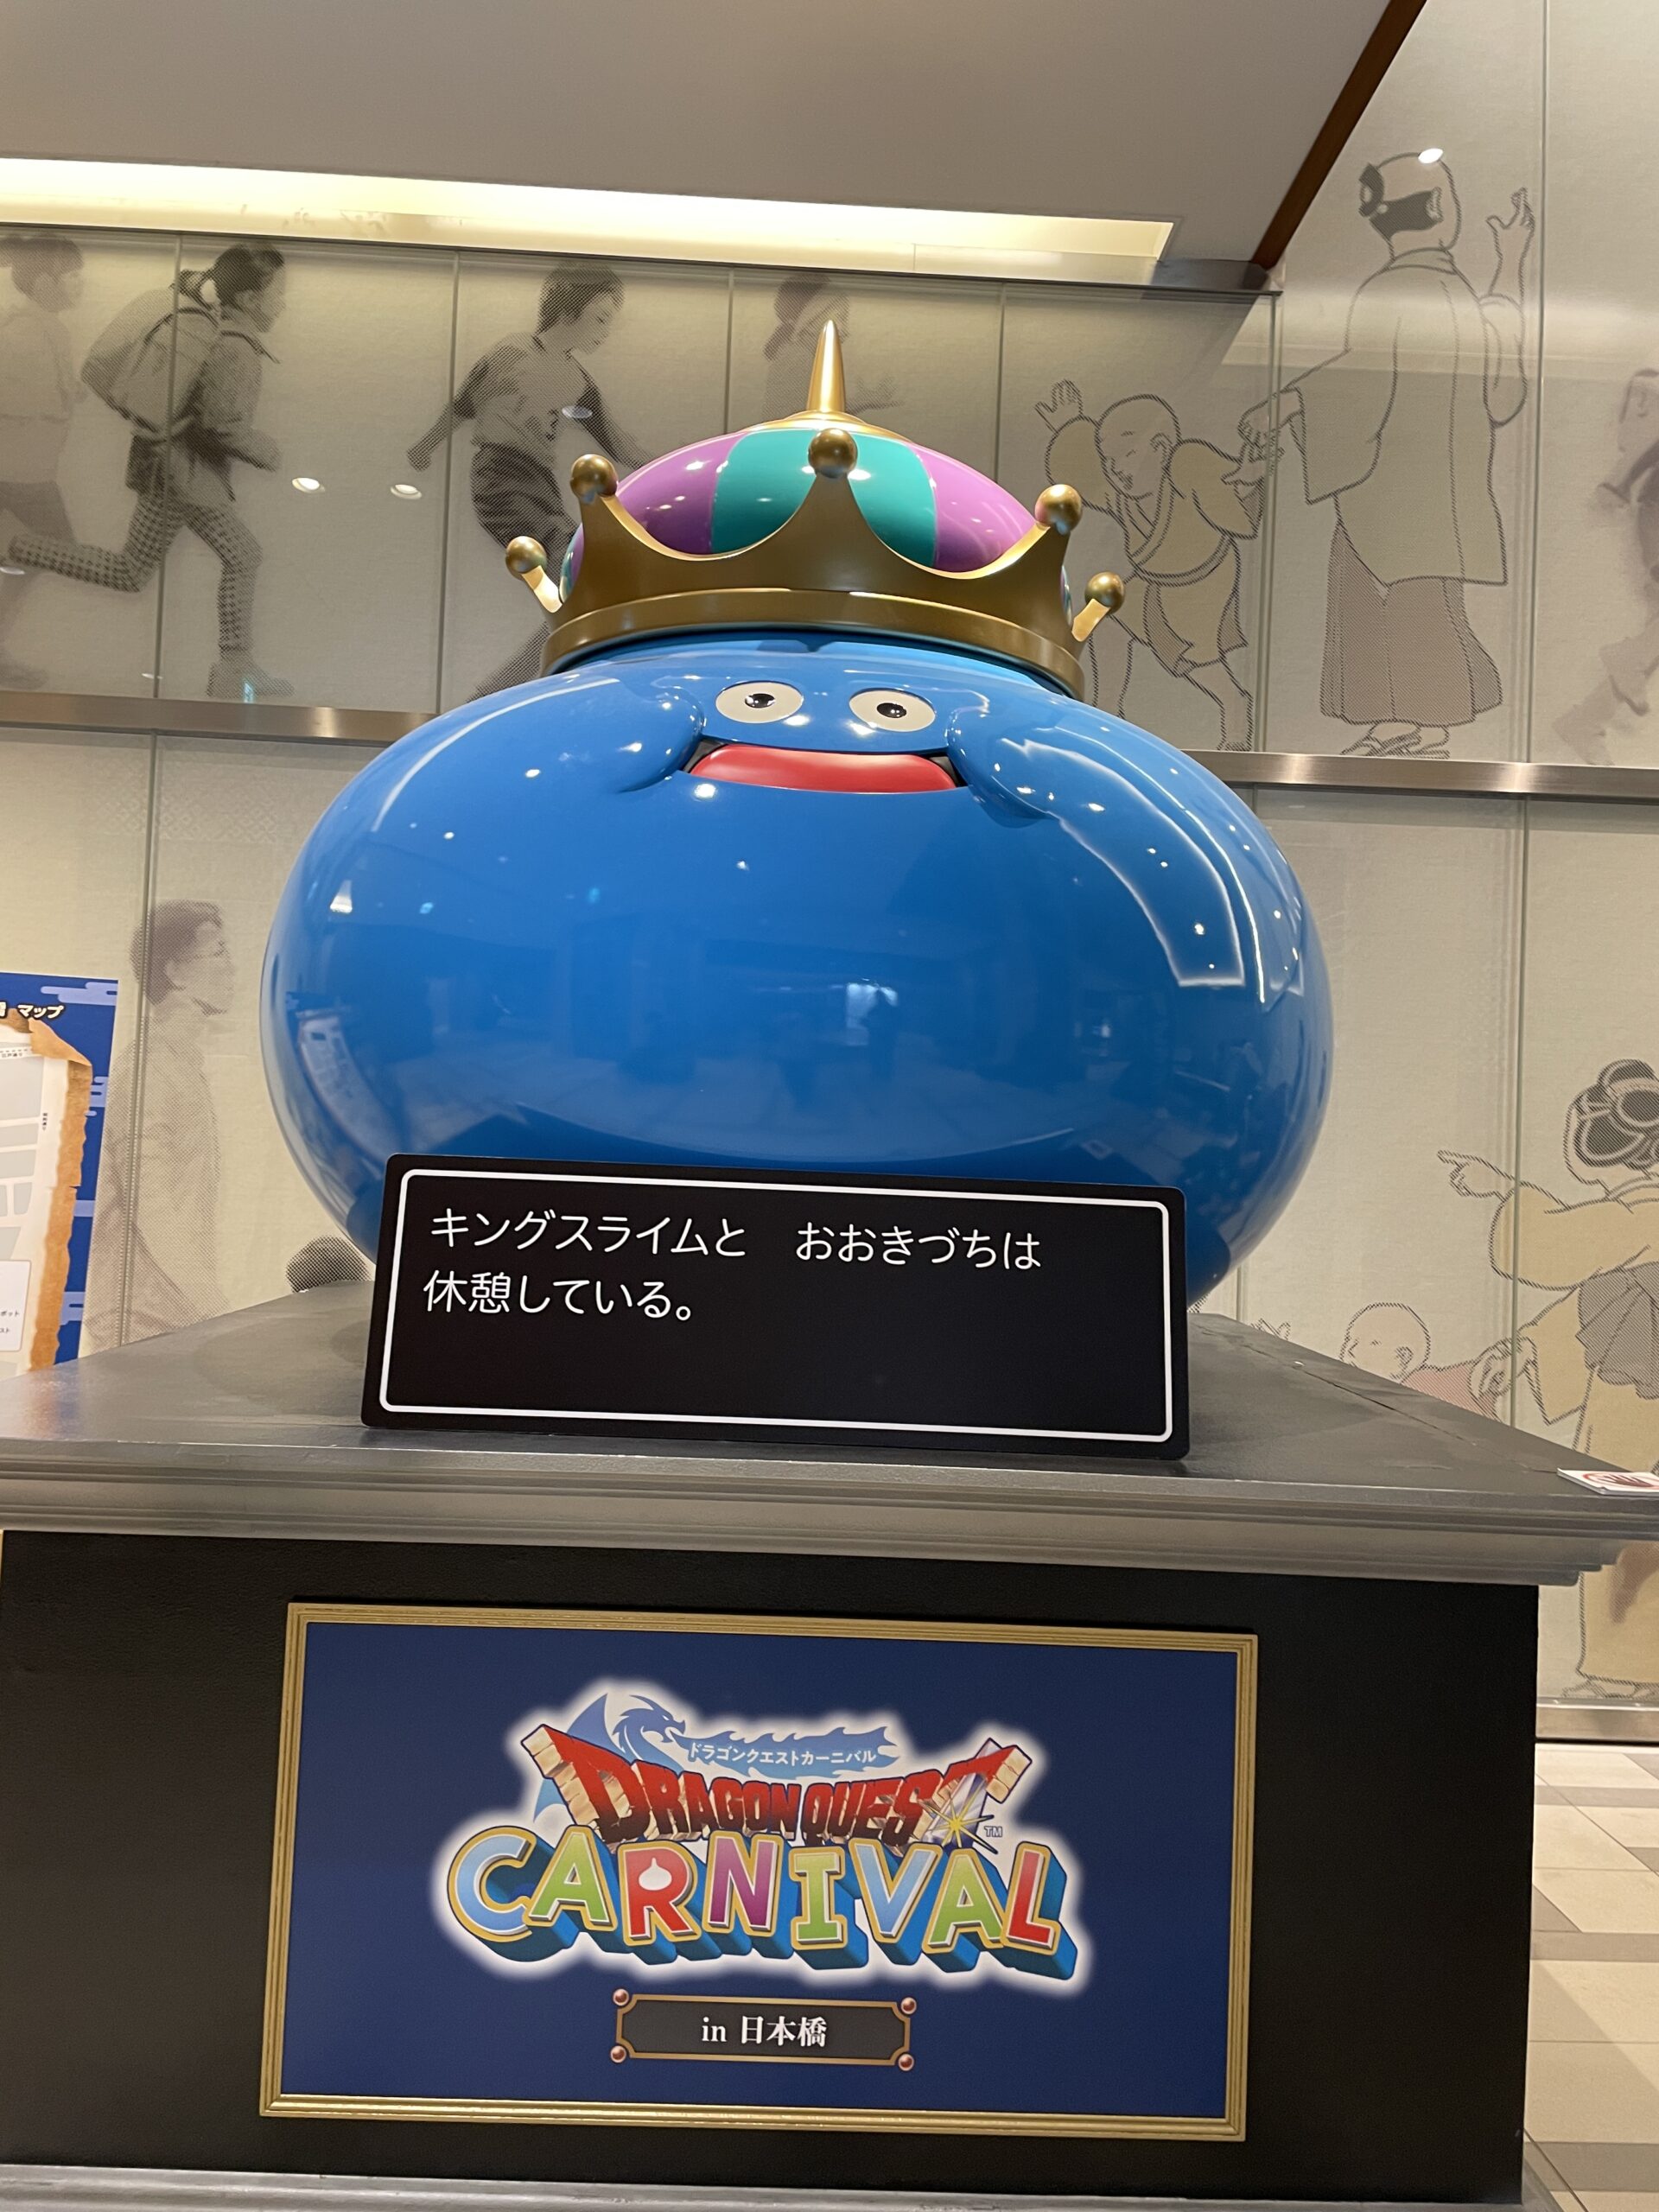 マップ
キングスライムと　おおきづちは
休憩している。
ドラゴンクエストカーニバル
DRAGON QUEST
TM
CARNIVAL
in 日本橋